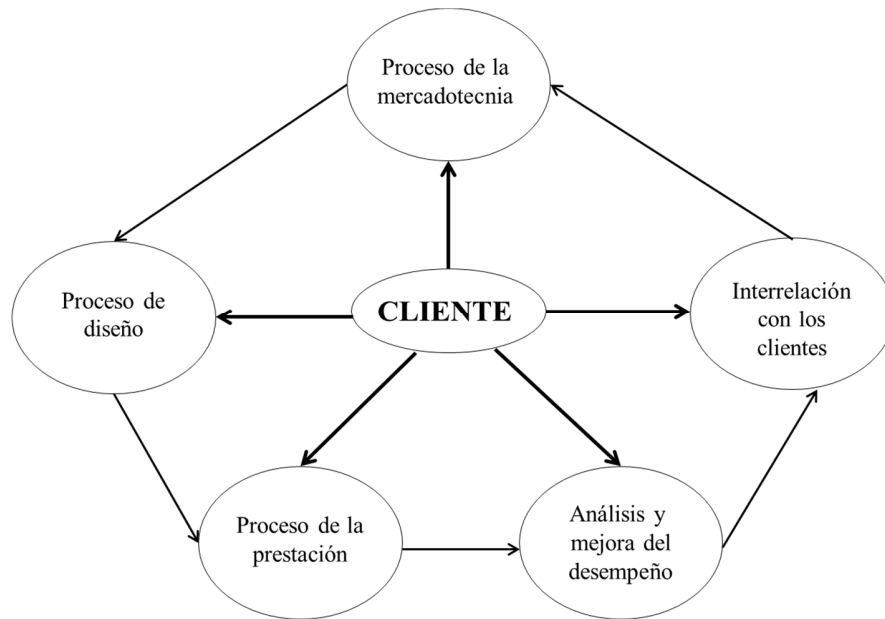 Proceso de la
mercadotecnia
Proceso de
diseño
CLIENTE
Interrelación
con los
clientes
Proceso de la
prestación
Análisis y
mejora del
desempeño